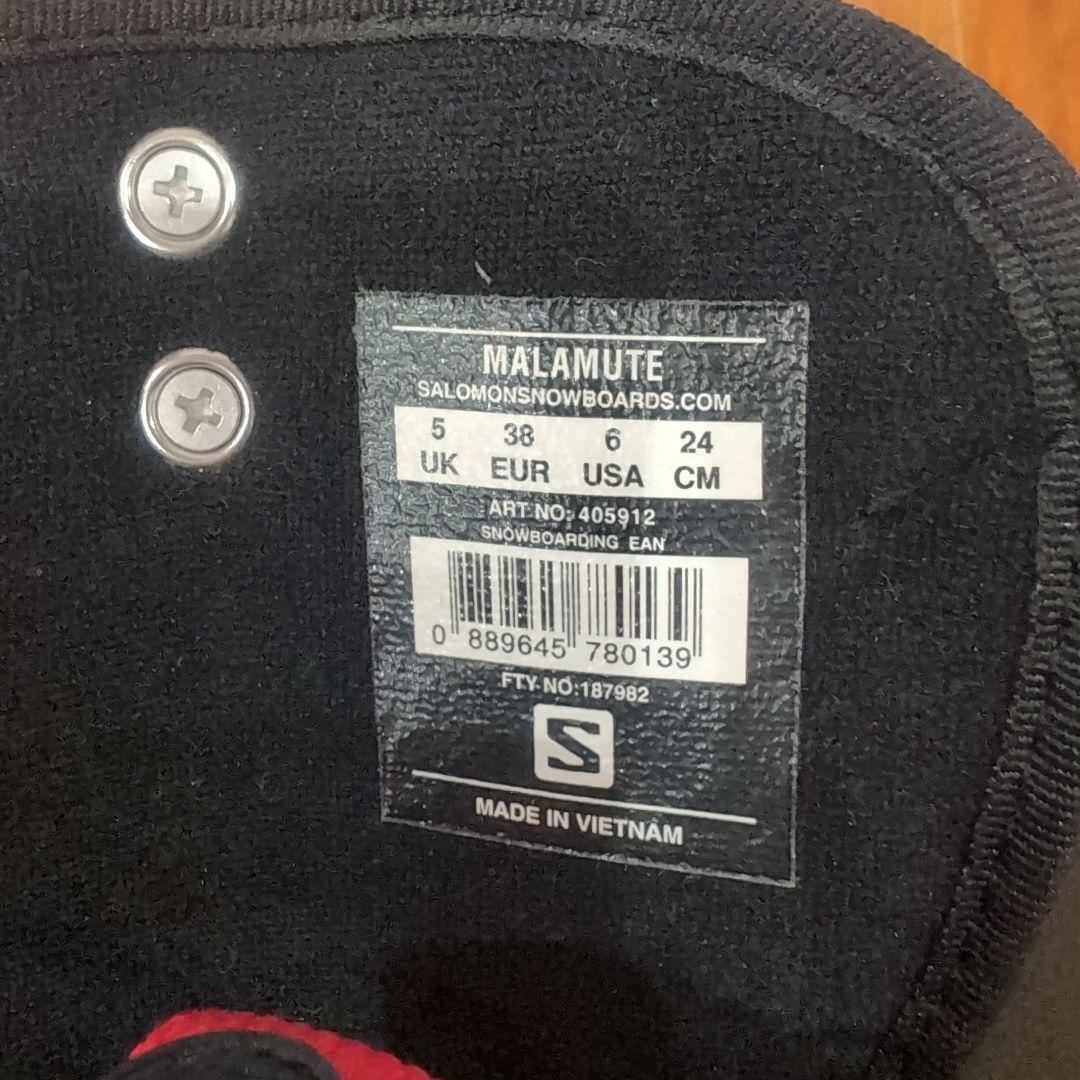 MALAMUTE
SALOMONSNOWBOARDS.COM
5 38 6 24
UK EUR USA CM
ART NO: 405912
SNOWBOARDING EAN
0 889645 780139
FTY NO:187982
S
MADE IN VIETNAM